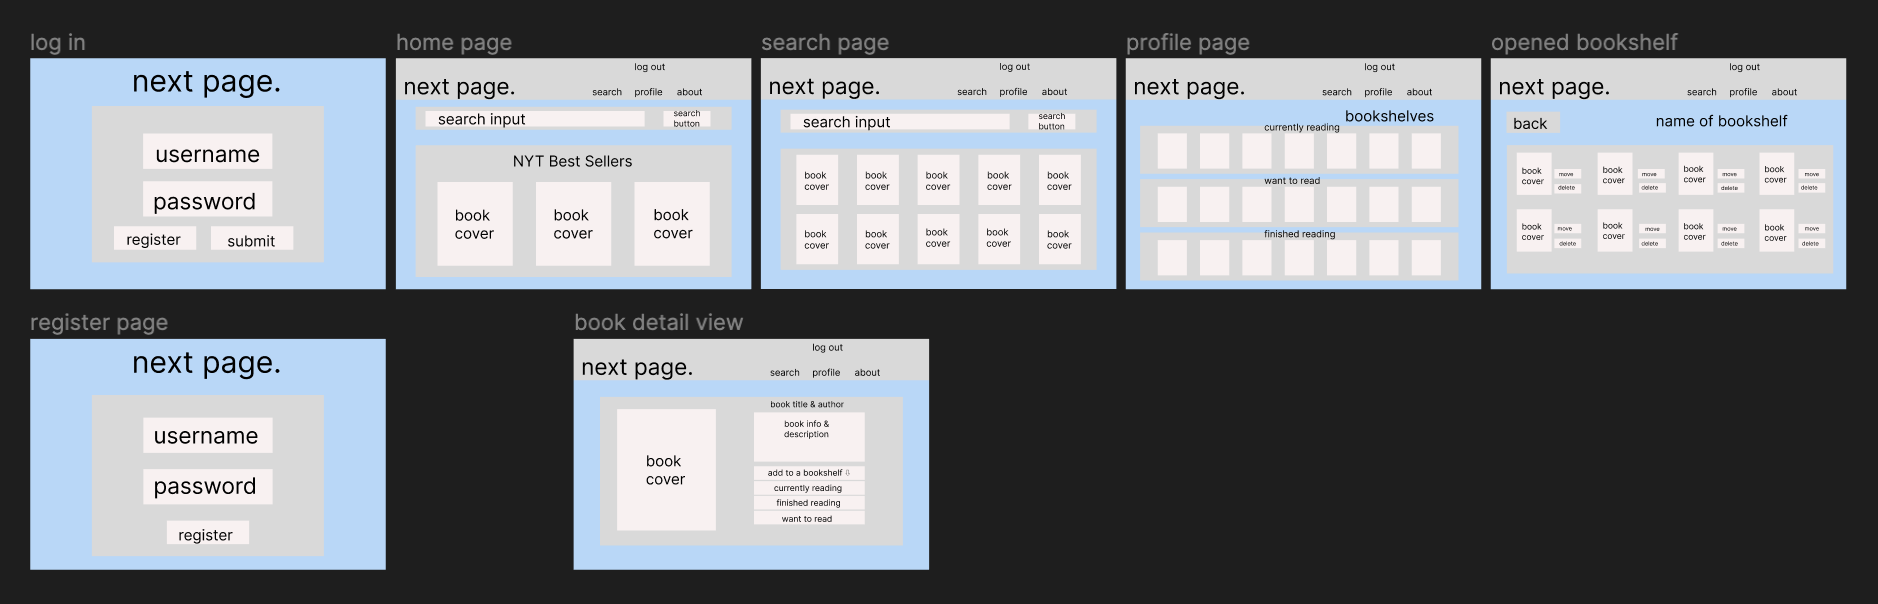 log in
next page.
username
password
register
submit
home page
log out
next page.
search
profile
about
search input
search
button
NYT Best Sellers
book
cover
book
cover
book
cover
search page
log out
next page.
search
profile
about
search input
search
button
book
cover
book
cover
book
cover
book
cover
book
cover
book
cover
book
cover
book
cover
book
cover
book
cover
profile page
log out
next page.
search
profile
about
bookshelves
currently reading
want to read
finished reading
opened bookshelf
log out
next page.
search
profile
about
back
name of bookshelf
book
cover
move
delete
book
cover
move
delete
book
cover
move
delete
book
cover
move
delete
book
cover
move
delete
book
cover
move
delete
book
cover
move
delete
book
cover
move
delete
register page
next page.
username
password
register
book detail view
log out
next page.
search
profile
about
book
cover
book title & author
book info &
description
add to a bookshelf ⇩
currently reading
finished reading
want to read